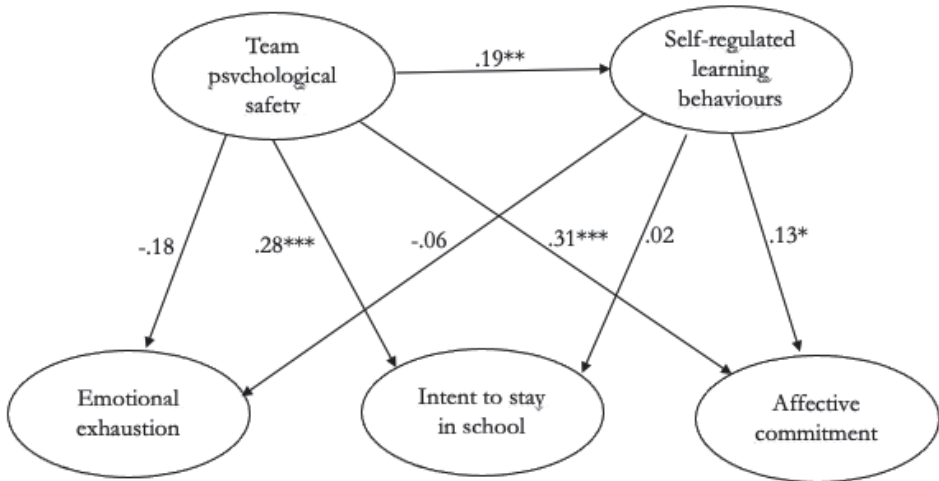 Team
psychological
safety
.19**
Self-regulated
learning
behaviours
-.18
.28***
-.06
.31***
.02
.13*
Emotional
exhaustion
Intent to stay
in school
Affective
commitment